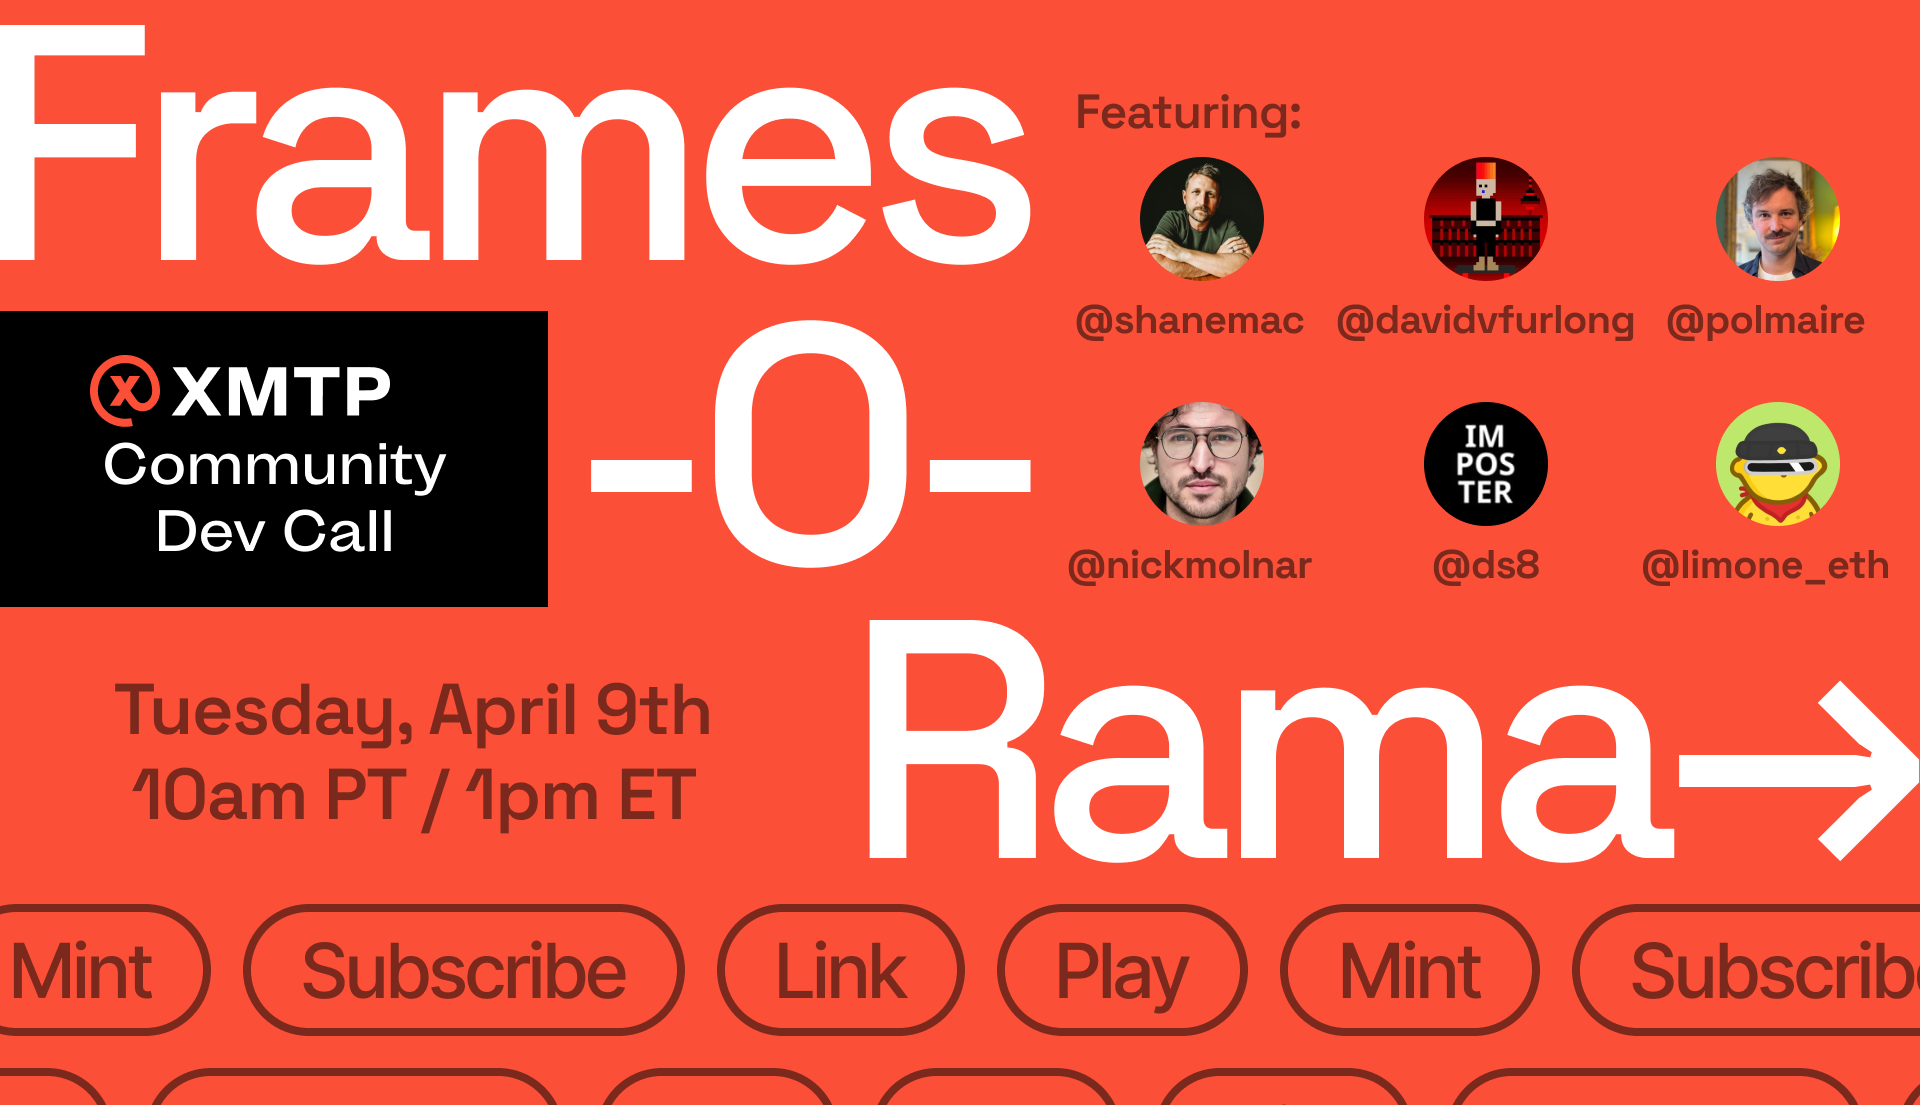 Frames
-O-
Rama→
XMTP
Community
Dev Call
Featuring:
@shanemac @davidvfurlong @polmaire
IM
POS
TER
@nickmolnar @ds8 @limone_eth
Tuesday, April 9th
10am PT / 1pm ET
Mint Subscribe Link Play Mint Subscribe